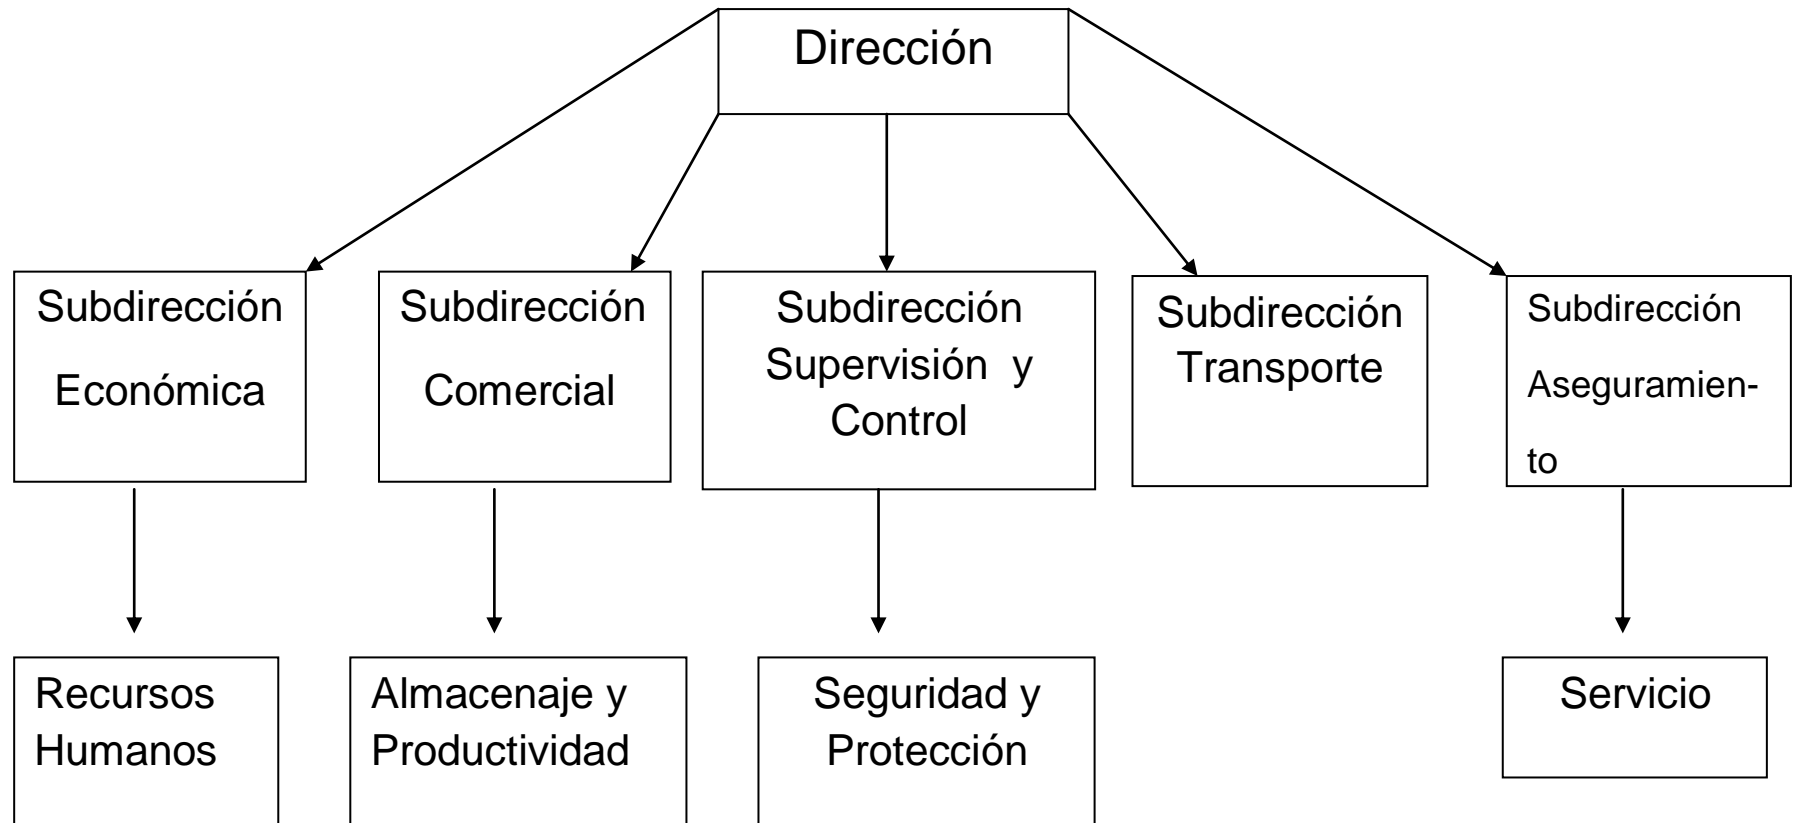 Dirección
Subdirección
Económica
Subdirección
Comercial
Subdirección
Supervisión y
Control
Subdirección
Transporte
Subdirección
Aseguramien-
to
Recursos
Humanos
Almacenaje y
Productividad
Seguridad y
Protección
Servicio